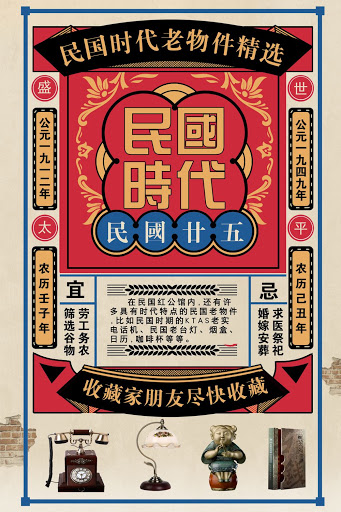 民国时代老物件精选
盛
世
公元一九一二年
公元一九四九年
民國
時代
民國廿五
太
平
农历壬子年
农历己丑年
宜
劳工务农
筛选谷物
在民国红公馆内,还有许
多具有时代特点的民国老物件
,比如民国时期的KTAS老实
电话机、民国老台灯、烟盒、
日历,咖啡杯等等。
忌
求医祭祀
婚嫁安葬
收藏家朋友尽快收藏